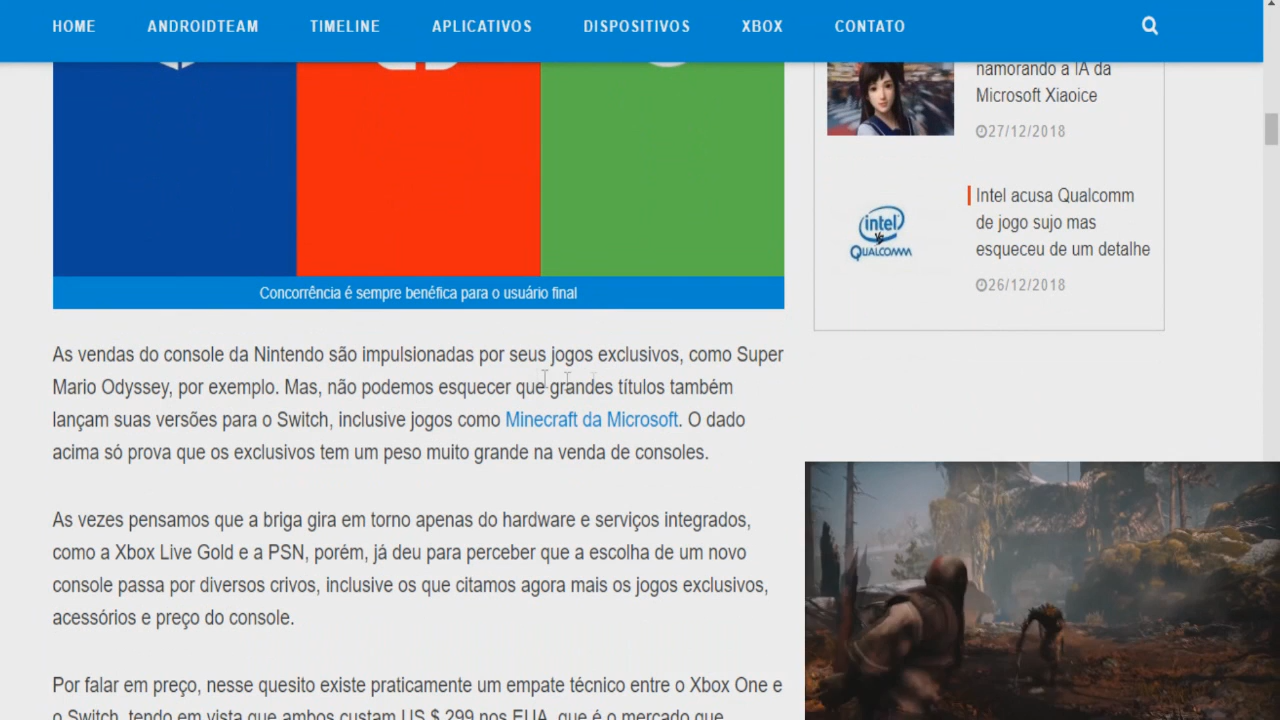 HOME ANDROIDTEAM TIMELINE APLICATIVOS DISPOSITIVOS XBOX CONTATO
Concorrência é sempre benéfica para o usuário final
As vendas do console da Nintendo são impulsionadas por seus jogos exclusivos, como Super
Mario Odyssey, por exemplo. Mas, não podemos esquecer que grandes títulos também
lançam suas versões para o Switch, inclusive jogos como Minecraft da Microsoft. O dado
acima só prova que os exclusivos tem um peso muito grande na venda de consoles.
As vezes pensamos que a briga gira em torno apenas do hardware e serviços integrados,
como a Xbox Live Gold e a PSN, porém, já deu para perceber que a escolha de um novo
console passa por diversos crivos, inclusive os que citamos agora mais os jogos exclusivos,
acessórios e preço do console.
Por falar em preço, nesse quesito existe praticamente um empate técnico entre o Xbox One e
o Switch, tendo em vista que ambos custam US $ 299 nos EUA, que é o mercado que
namorando a IA da
Microsoft Xiaoice
27/12/2018
intel
Vs
QUALCOMM
Intel acusa Qualcomm
de jogo sujo mas
esqueceu de um detalhe
26/12/2018